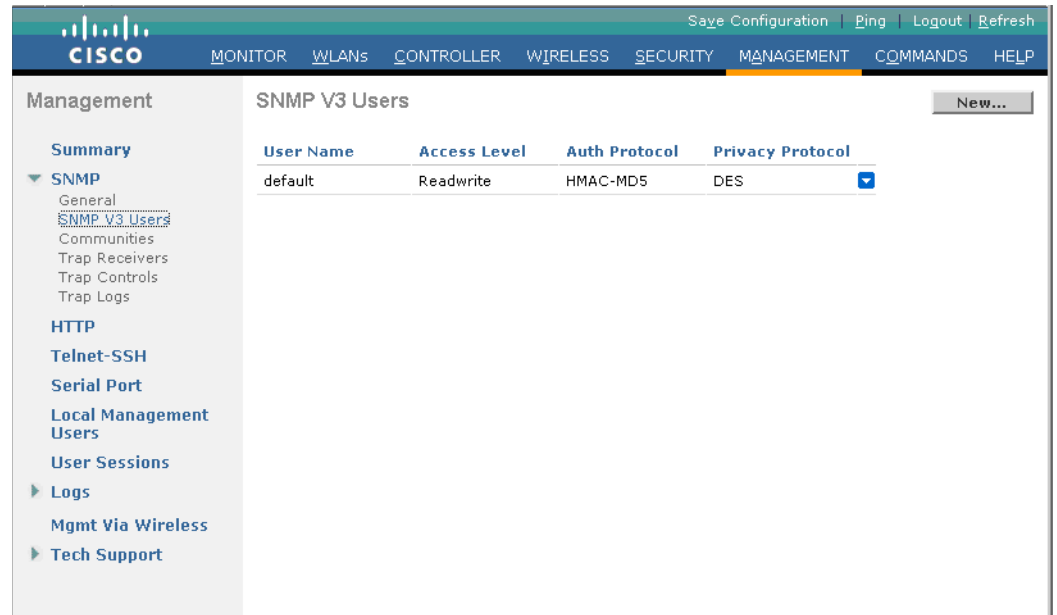 Save Configuration | Ping | Logout | Refresh
CISCO
MONITOR WLANs CONTROLLER WIRELESS SECURITY MANAGEMENT COMMANDS HELP
Management
Summary
SNMP
General
SNMP V3 Users
Communities
Trap Receivers
Trap Controls
Trap Logs
HTTP
Telnet-SSH
Serial Port
Local Management
Users
User Sessions
Logs
Mgmt Via Wireless
Tech Support
SNMP V3 Users
New...
User Name Access Level Auth Protocol Privacy Protocol
default Readwrite HMAC-MD5 DES